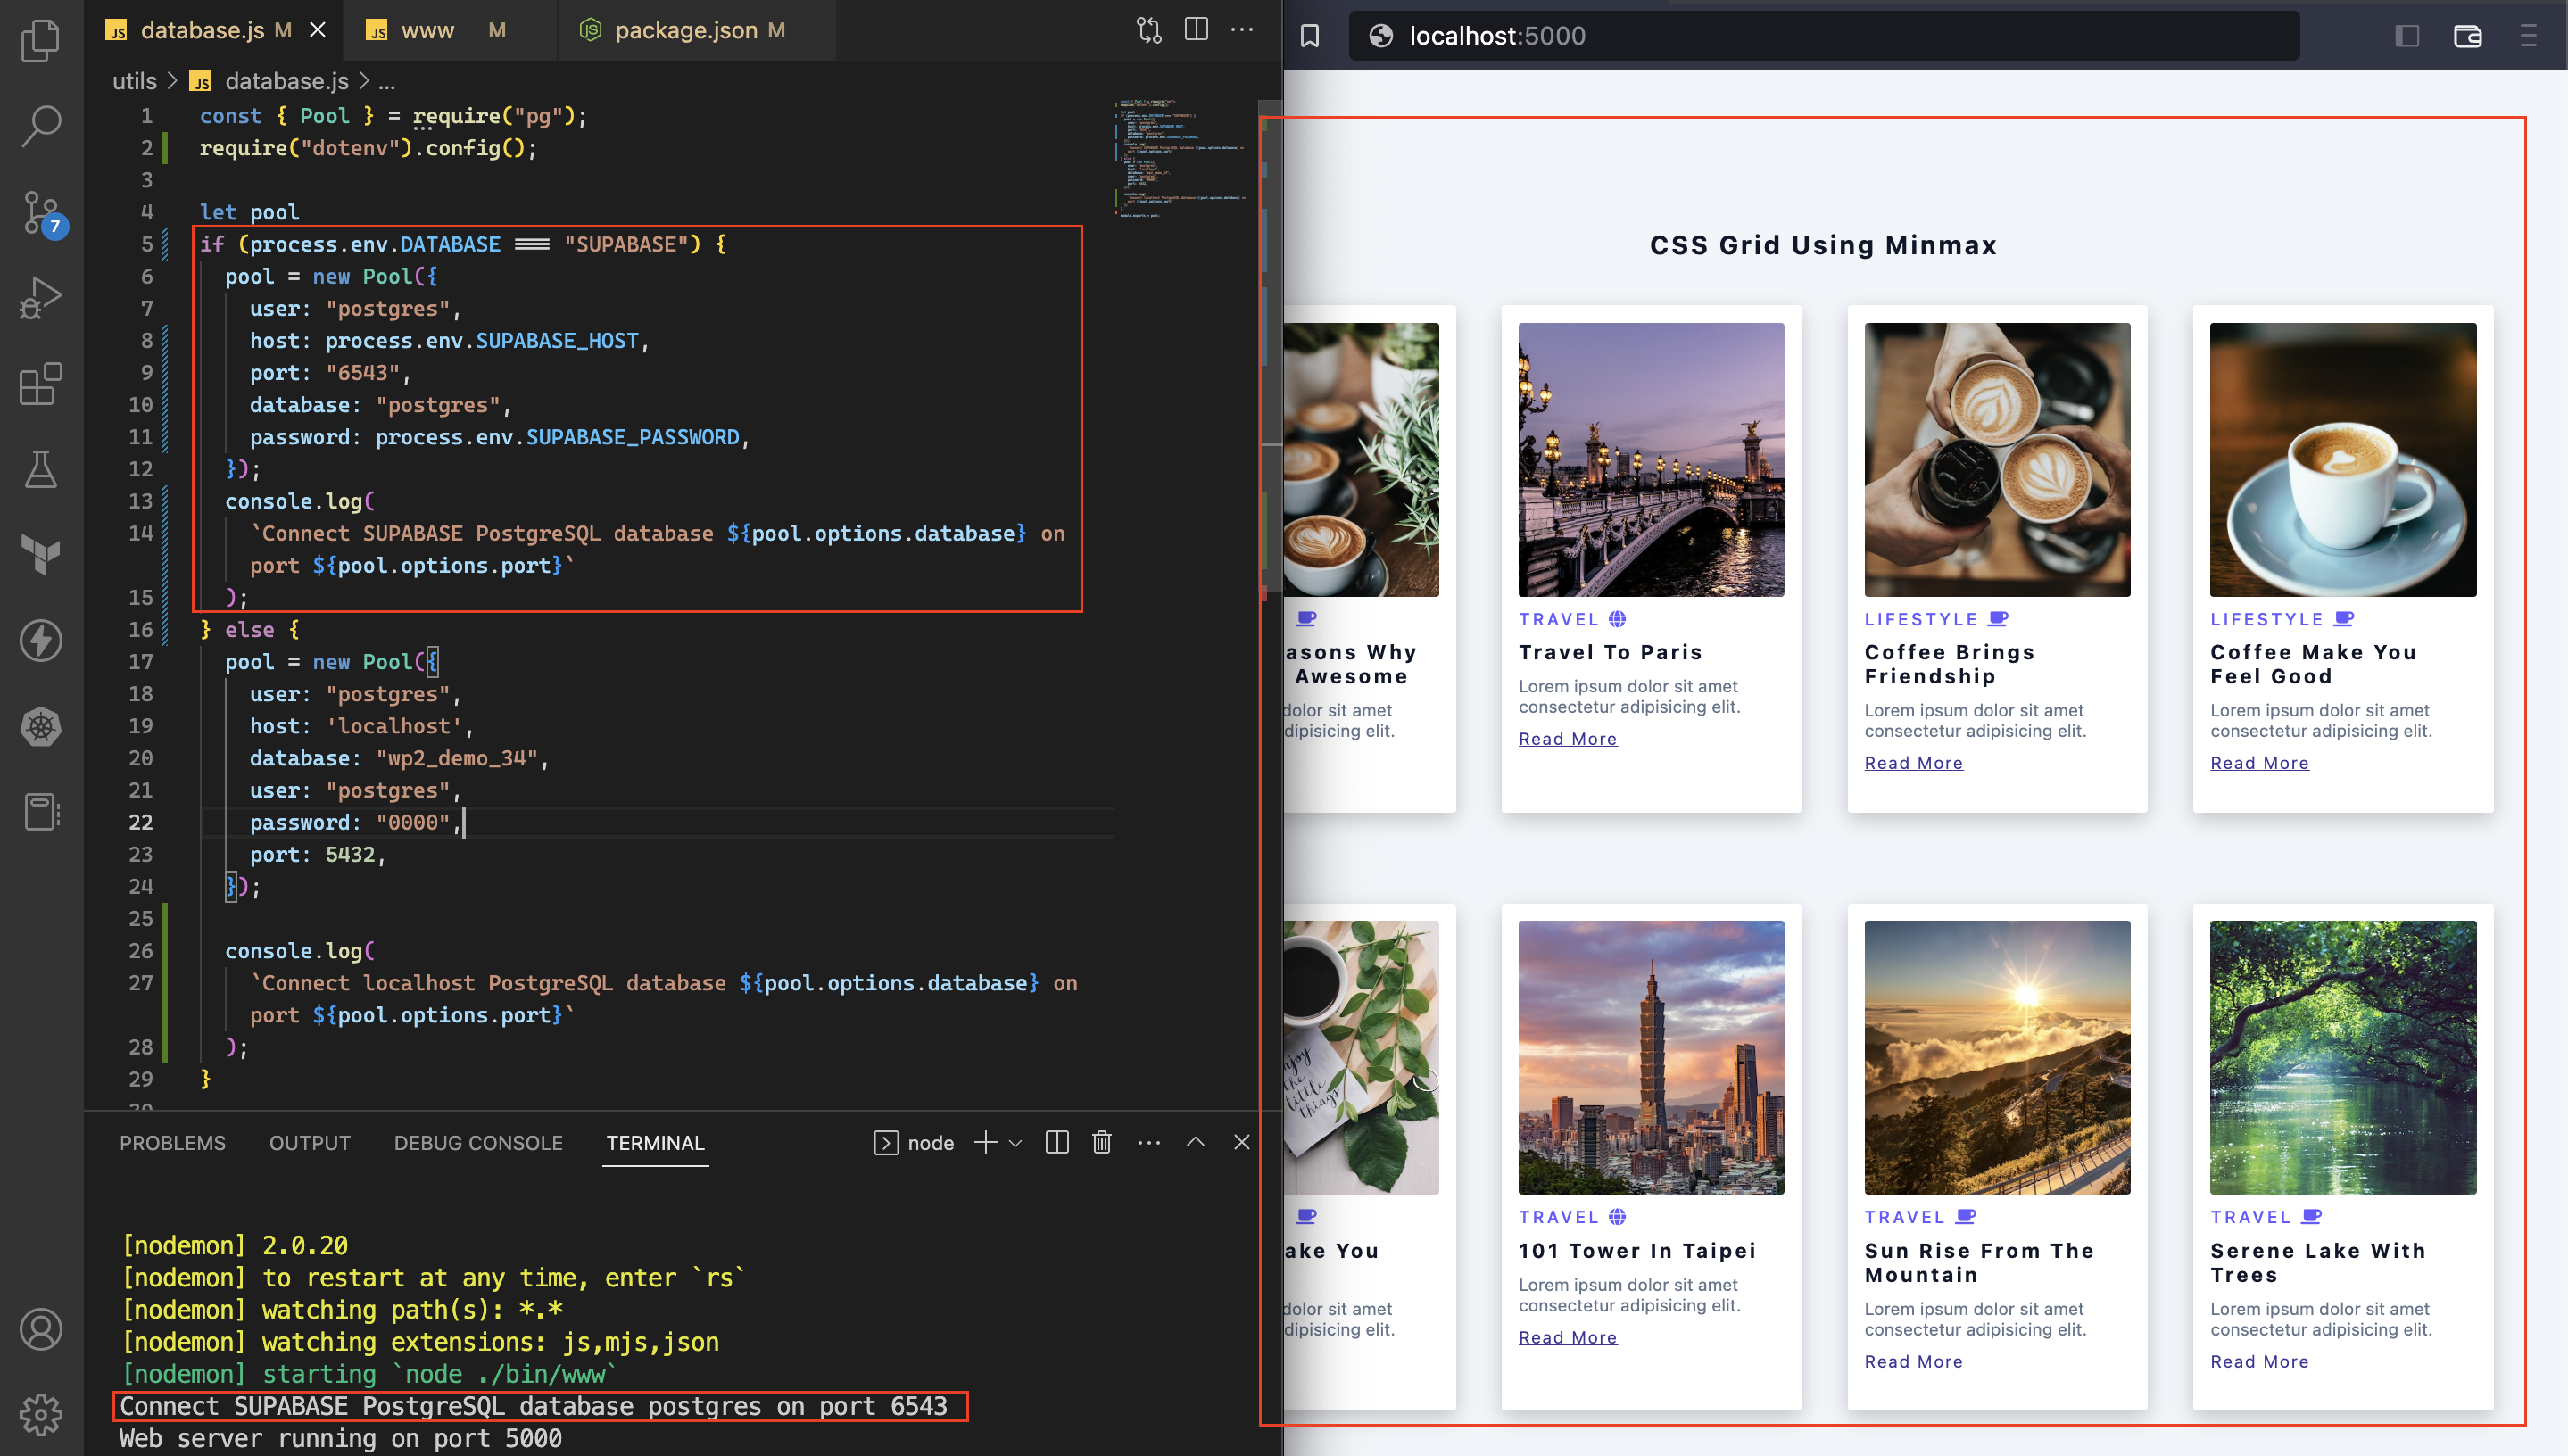 database.js M
www M
package.json M
utils > database.js > ...
1 const { Pool } = require("pg");
2 require("dotenv").config();
3
4 let pool
5 if (process.env.DATABASE === "SUPABASE") {
6 pool = new Pool({
7 user: "postgres",
8 host: process.env.SUPABASE_HOST,
9 port: "6543",
10 database: "postgres",
11 password: process.env.SUPABASE_PASSWORD,
12 });
13 console.log(
14 `Connect SUPABASE PostgreSQL database ${pool.options.database} on
port ${pool.options.port}`
15 );
16 } else {
17 pool = new Pool({
18 user: "postgres",
19 host: 'localhost',
20 database: "wp2_demo_34",
21 user: "postgres",
22 password: "0000",
23 port: 5432,
24 });
25
26 console.log(
27 `Connect localhost PostgreSQL database ${pool.options.database} on
port ${pool.options.port}`
28 );
29 }
7
PROBLEMS OUTPUT DEBUG CONSOLE TERMINAL node
[nodemon] 2.0.20
[nodemon] to restart at any time, enter `rs`
[nodemon] watching path(s): *.*
[nodemon] watching extensions: js,mjs,json
[nodemon] starting `node ./bin/www`
Connect SUPABASE PostgreSQL database postgres on port 6543
Web server running on port 5000
localhost:5000
CSS Grid Using Minmax
asons Why
Awesome
dolor sit amet
dipisicing elit.
TRAVEL
Travel To Paris
Lorem ipsum dolor sit amet
consectetur adipisicing elit.
Read More
LIFESTYLE
Coffee Brings
Friendship
Lorem ipsum dolor sit amet
consectetur adipisicing elit.
Read More
LIFESTYLE
Coffee Make You
Feel Good
Lorem ipsum dolor sit amet
consectetur adipisicing elit.
Read More
enjoy
the
little
things
ake You
dolor sit amet
dipisicing elit.
TRAVEL
101 Tower In Taipei
Lorem ipsum dolor sit amet
consectetur adipisicing elit.
Read More
TRAVEL
Sun Rise From The
Mountain
Lorem ipsum dolor sit amet
consectetur adipisicing elit.
Read More
TRAVEL
Serene Lake With
Trees
Lorem ipsum dolor sit amet
consectetur adipisicing elit.
Read More